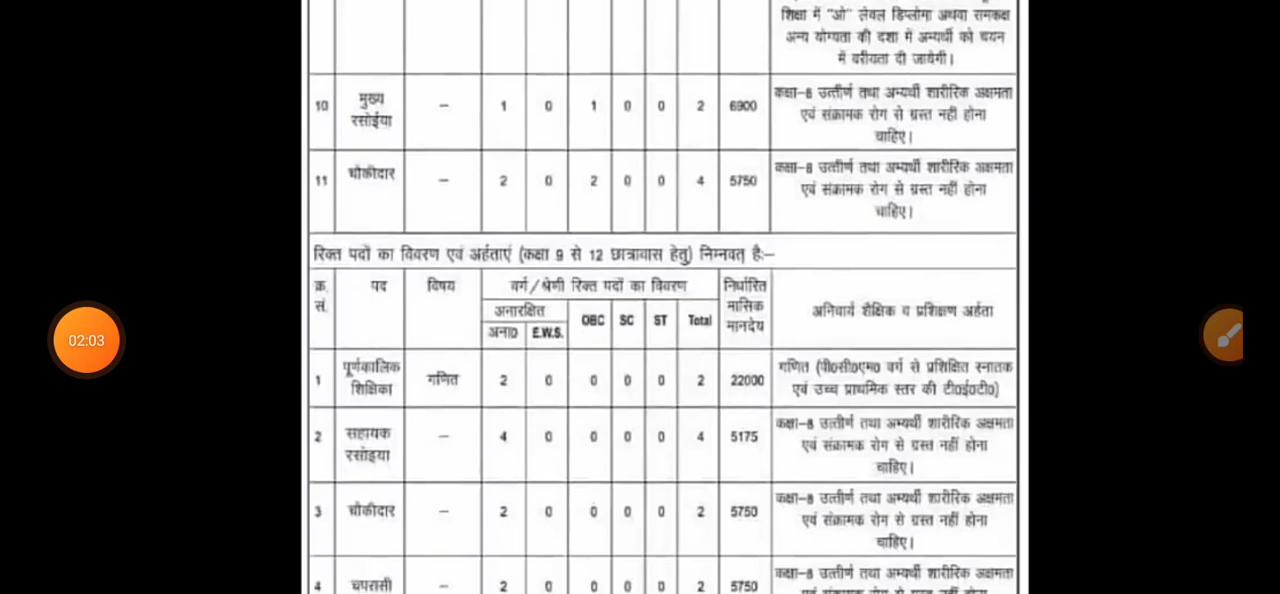 शिक्षा में "ओ" लेवल डिप्लोमा अथवा समकक्ष
अन्य योग्यता की दशा में अभ्यर्थी को चयन
में वरीयता दी जायेगी।
10 मुख्य रसोईया – 1 0 1 0 0 2 6900 कक्षा–8 उत्तीर्ण तथा अभ्यर्थी शारीरिक अक्षमता
एवं संक्रामक रोग से ग्रस्त नहीं होना
चाहिए।
11 चौकीदार – 2 0 2 0 0 4 5750 कक्षा–8 उत्तीर्ण तथा अभ्यर्थी शारीरिक अक्षमता
एवं संक्रामक रोग से ग्रस्त नहीं होना
चाहिए।
रिक्त पदों का विवरण एवं अर्हताएं (कक्षा 9 से 12 छात्रावास हेतु) निम्नवत् है:–
क्र. सं. पद विषय वर्ग/श्रेणी रिक्त पदों का विवरण निर्धारित मासिक मानदेय अनिवार्य शैक्षिक व प्रशिक्षण अर्हता
अनारक्षित OBC SC ST Total
अना0 E.W.S.
1 पूर्णकालिक शिक्षिका गणित 2 0 0 0 0 2 22000 गणित (पी0सी0एम0 वर्ग से प्रशिक्षित स्नातक
एवं उच्च प्राथमिक स्तर की टी0ई0टी0)
2 सहायक रसोइया – 4 0 0 0 0 4 5175 कक्षा–8 उत्तीर्ण तथा अभ्यर्थी शारीरिक अक्षमता
एवं संक्रामक रोग से ग्रस्त नहीं होना
चाहिए।
3 चौकीदार – 2 0 0 0 0 2 5750 कक्षा–8 उत्तीर्ण तथा अभ्यर्थी शारीरिक अक्षमता
एवं संक्रामक रोग से ग्रस्त नहीं होना
चाहिए।
4 चपरासी – 2 0 0 0 0 2 5750 कक्षा–8 उत्तीर्ण तथा अभ्यर्थी शारीरिक अक्षमता
02:03